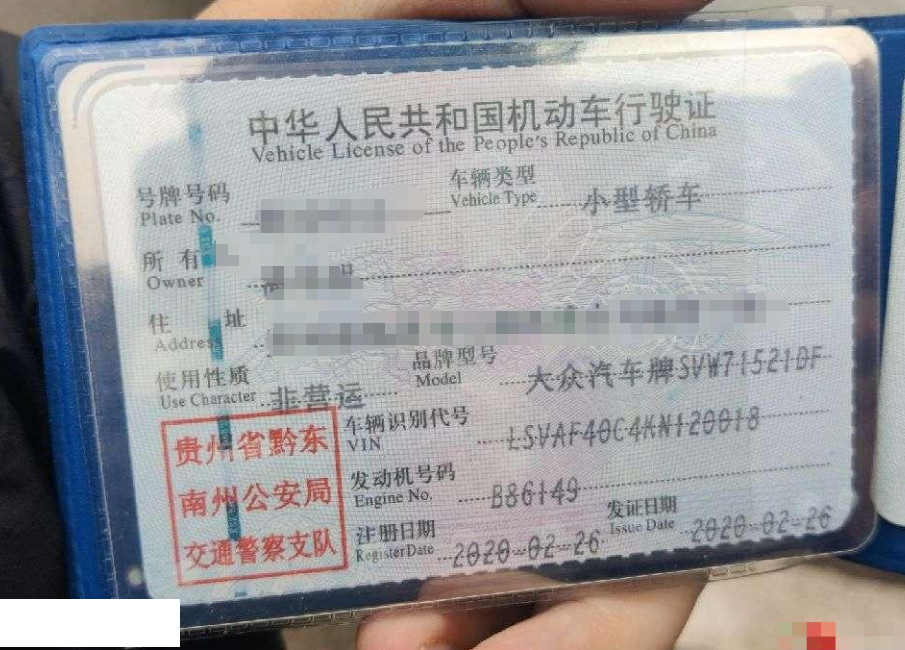 中华人民共和国机动车行驶证
Vehicle License of the People's Republic of China
号牌号码
Plate No.
车辆类型 小型轿车
Vehicle Type
所有
Owner
住址
Address
使用性质 非营运
Use Character
品牌型号 大众汽车牌SVW71521DF
Model
车辆识别代号 LSVAF40C4KN120018
VIN
发动机号码 B86149
Engine No.
注册日期 2020-02-26
Register Date
发证日期 2020-02-26
Issue Date
贵州省黔东
南州公安局
交通警察支队